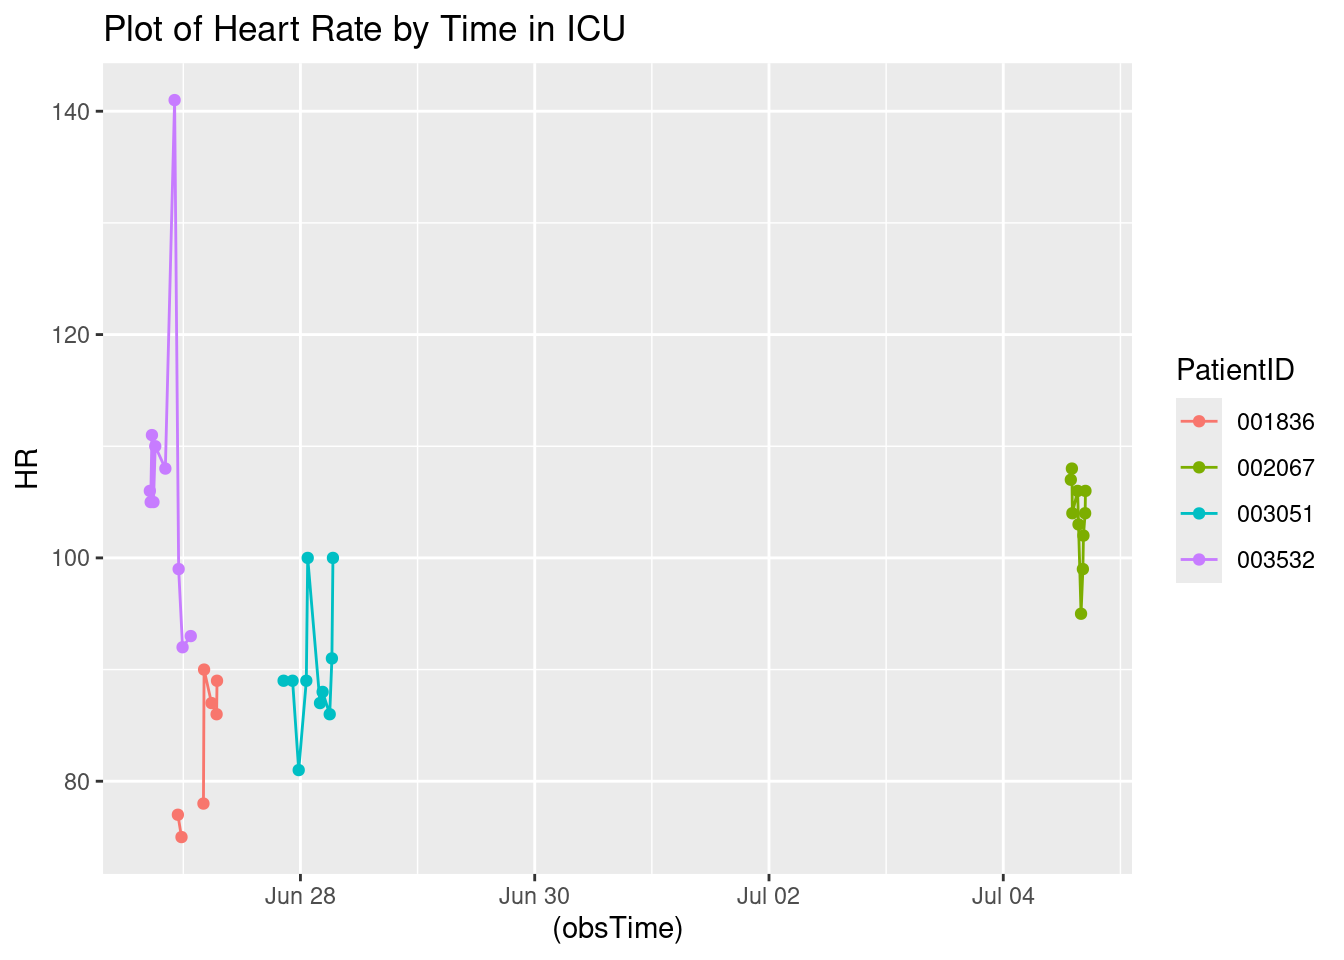 Plot of Heart Rate by Time in ICU
140
120
100
80
HR
Jun 28
Jun 30
Jul 02
Jul 04
(obsTime)
PatientID
001836
002067
003051
003532